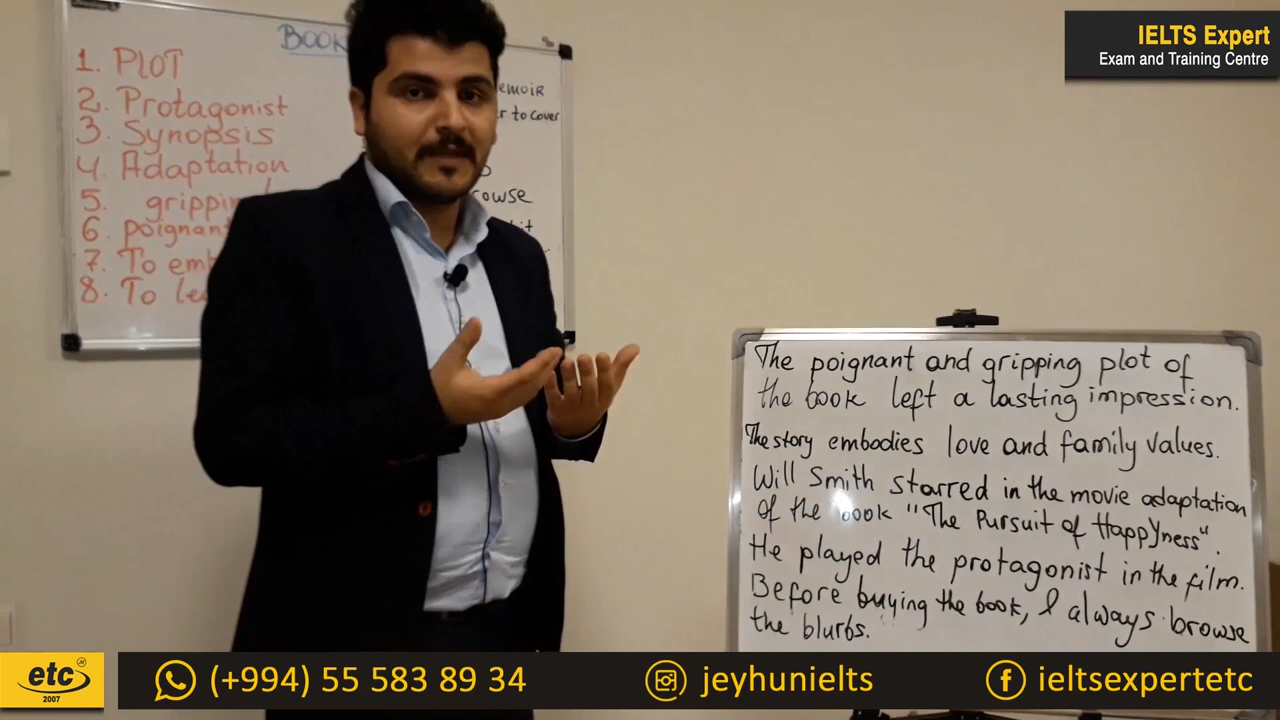 BOOK
1. PLOT
2. Protagonist
3. Synopsis
4. Adaptation
5. grippi
6. poignant
7. To emb
8. To le
emoir
r to cover
rowse
IELTS Expert
Exam and Training Centre
The poignant and gripping plot of
the book left a lasting impression.
The story embodies love and family values.
Will Smith starred in the movie adaptation
of the book "The Pursuit of Happyness".
He played the protagonist in the film.
Before buying the book, I always browse
the blurbs.
etc
2007
(+994) 55 583 89 34
jeyhunielts
ieltsexpertetc